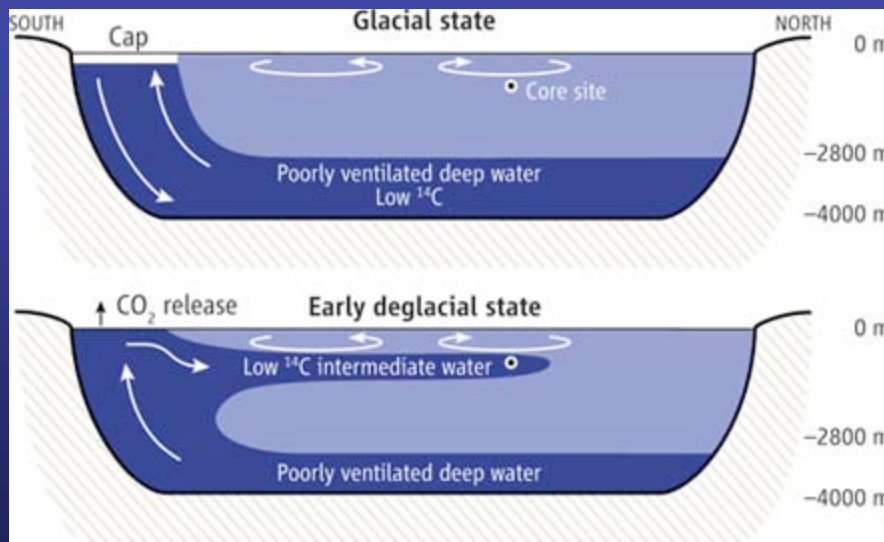 SOUTH
Glacial state
NORTH
Cap
0 m
Core site
Poorly ventilated deep water
Low ¹⁴C
–2800 m
–4000 m
CO₂ release
Early deglacial state
0 m
Low ¹⁴C intermediate water
–2800 m
Poorly ventilated deep water
–4000 m